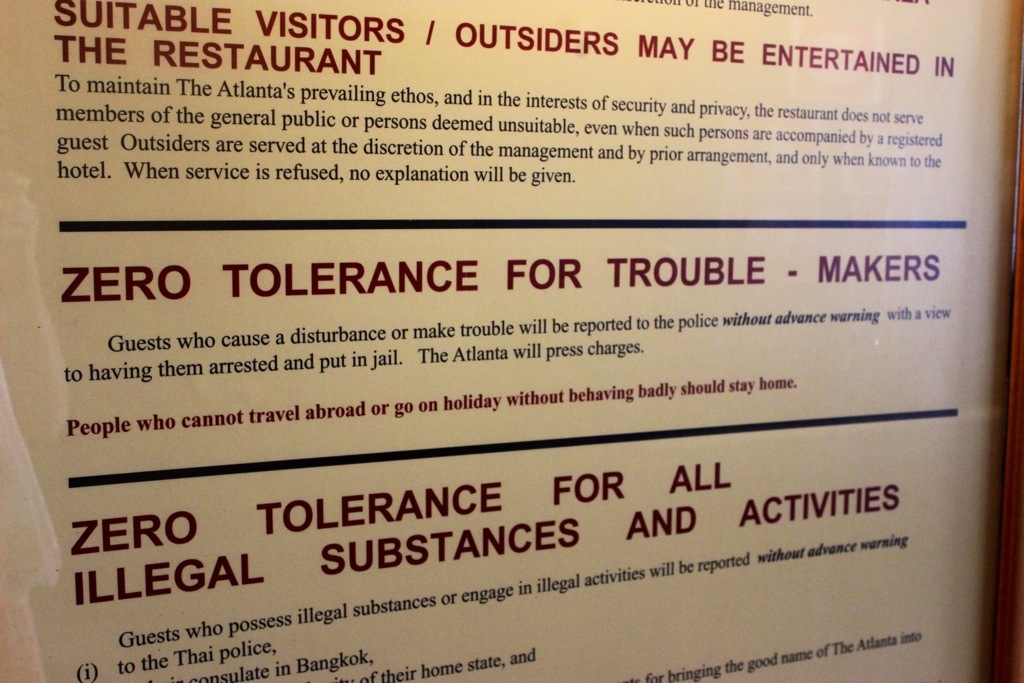 of the management.
SUITABLE VISITORS / OUTSIDERS MAY BE ENTERTAINED IN
THE RESTAURANT
To maintain The Atlanta's prevailing ethos, and in the interests of security and privacy, the restaurant does not serve
members of the general public or persons deemed unsuitable, even when such persons are accompanied by a registered
guest Outsiders are served at the discretion of the management and by prior arrangement, and only when known to the
hotel. When service is refused, no explanation will be given.
ZERO TOLERANCE FOR TROUBLE - MAKERS
Guests who cause a disturbance or make trouble will be reported to the police without advance warning with a view
to having them arrested and put in jail. The Atlanta will press charges.
People who cannot travel abroad or go on holiday without behaving badly should stay home.
ZERO TOLERANCE FOR ALL
ILLEGAL SUBSTANCES AND ACTIVITIES
Guests who possess illegal substances or engage in illegal activities will be reported without advance warning
(i) to the Thai police,
consulate in Bangkok,
of their home state, and
for bringing the good name of The Atlanta into